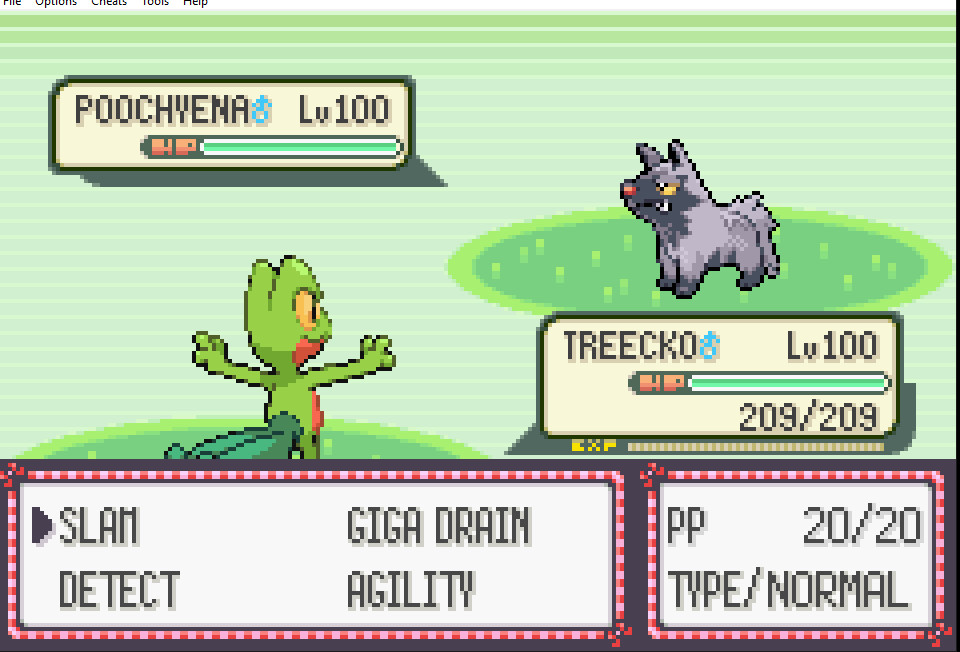 File Options Cheats Tools Help
POOCHYENA♂ Lv100
HP
TREECKO♂ Lv100
HP
209/209
EXP
SLAM GIGA DRAIN
DETECT AGILITY
PP 20/20
TYPE/NORMAL